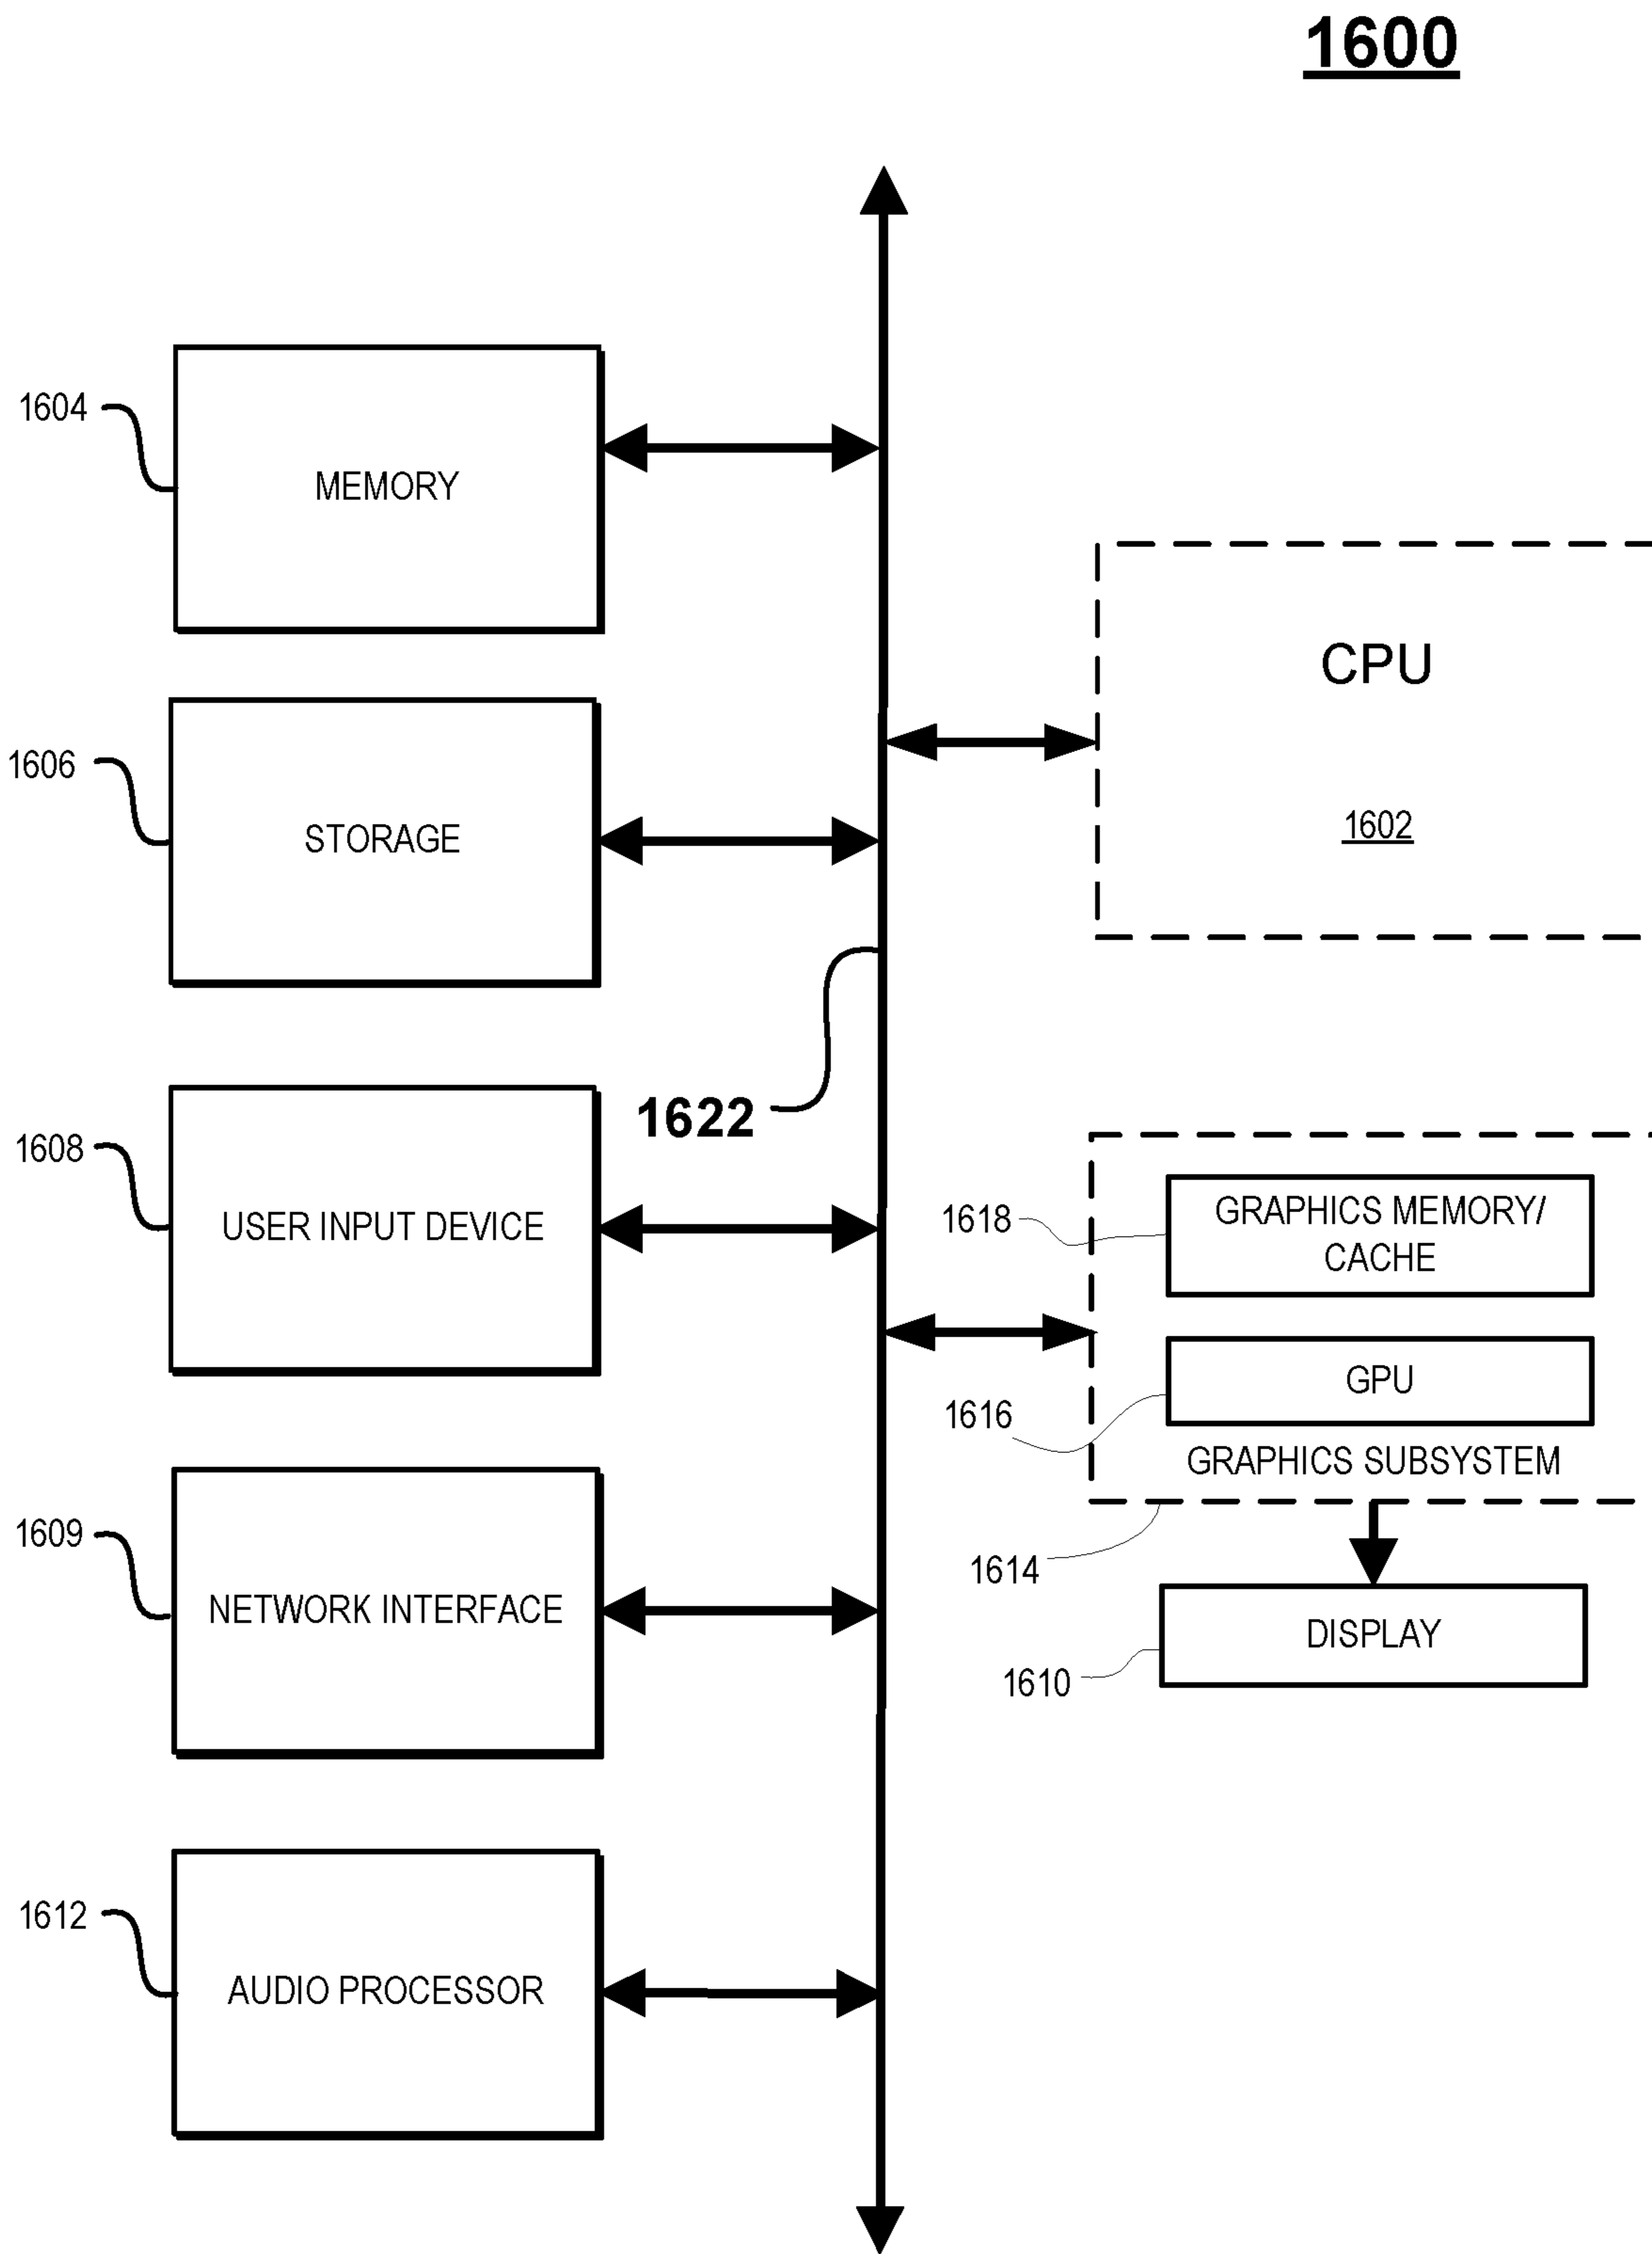 1600
1604
MEMORY
CPU
1602
1606
STORAGE
1622
1608
USER INPUT DEVICE
1618
GRAPHICS MEMORY/
CACHE
1616
GPU
GRAPHICS SUBSYSTEM
1614
1609
NETWORK INTERFACE
DISPLAY
1610
1612
AUDIO PROCESSOR